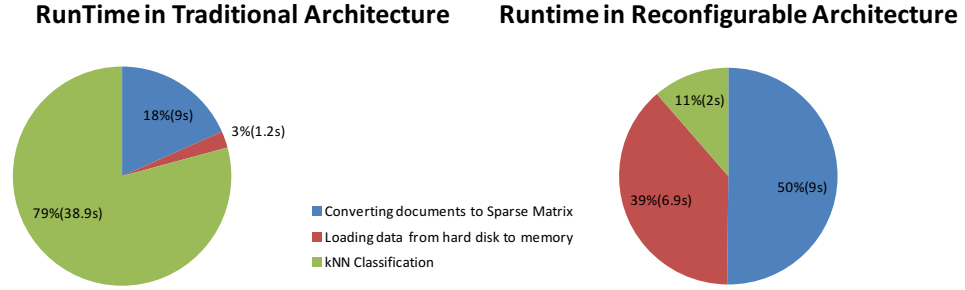 RunTime in Traditional Architecture
Runtime in Reconfigurable Architecture
18%(9s)
3%(1.2s)
79%(38.9s)
11%(2s)
39%(6.9s)
50%(9s)
Converting documents to Sparse Matrix
Loading data from hard disk to memory
kNN Classification